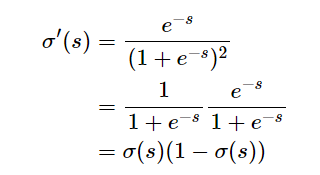 σ′(s) = e^{−s} / (1 + e^{−s})²
= 1 / (1 + e^{−s}) e^{−s} / (1 + e^{−s})
= σ(s)(1 − σ(s))